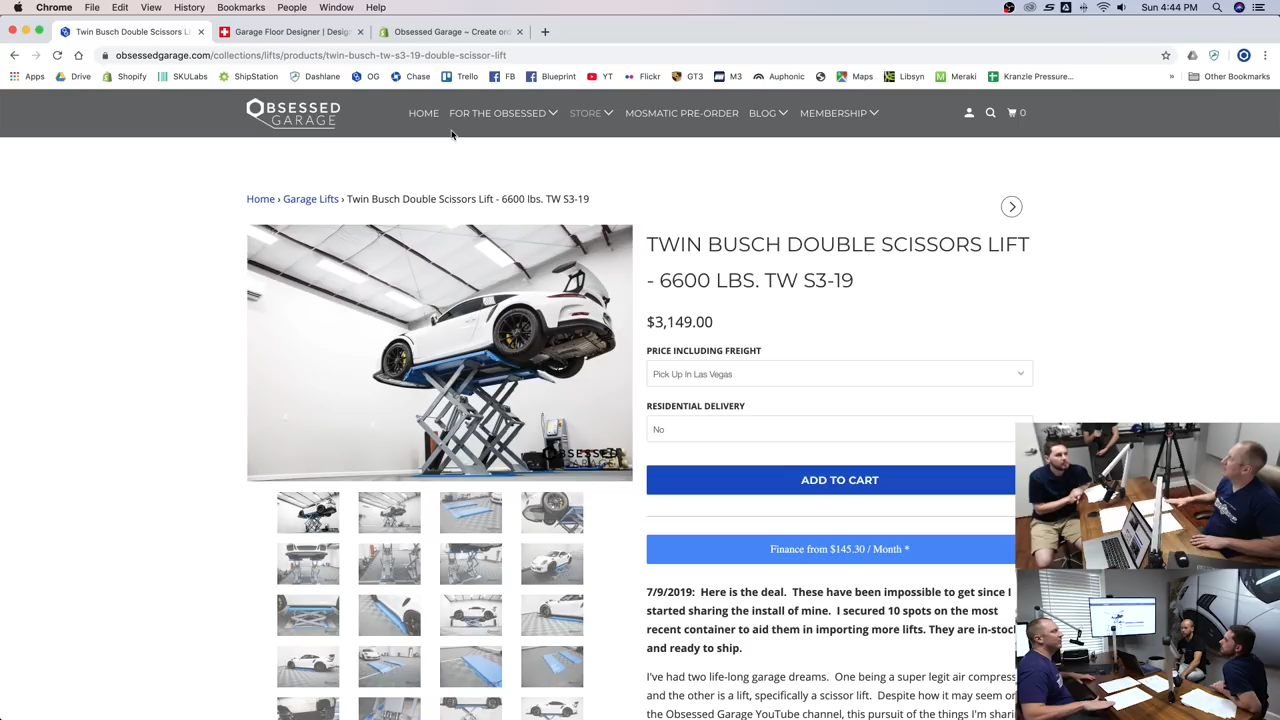 Chrome File Edit View History Bookmarks People Window Help
Sun 4:44 PM
Twin Busch Double Scissors Li
Garage Floor Designer | Desig
Obsessed Garage ~ Create ord
obsessedgarage.com/collections/lifts/products/twin-busch-tw-s3-19-double-scissor-lift
Apps Drive Shopify SKULabs ShipStation Dashlane OG Chase Trello FB Blueprint YT Flickr GT3 M3 Auphonic Maps Libsyn Meraki Kranzle Pressure... » Other Bookmarks
OBSESSED
GARAGE
HOME FOR THE OBSESSED STORE MOSMATIC PRE-ORDER BLOG MEMBERSHIP 0
Home › Garage Lifts › Twin Busch Double Scissors Lift - 6600 lbs. TW S3-19
TWIN BUSCH DOUBLE SCISSORS LIFT
- 6600 LBS. TW S3-19
$3,149.00
PRICE INCLUDING FREIGHT
Pick Up In Las Vegas
RESIDENTIAL DELIVERY
No
OBSESSED
GARAGE
ADD TO CART
Finance from $145.30 / Month *
7/9/2019: Here is the deal. These have been impossible to get since I
started sharing the install of mine. I secured 10 spots on the most
recent container to aid them in importing more lifts. They are in-stoc
and ready to ship.
I've had two life-long garage dreams. One being a super legit air compress
and the other is a lift, specifically a scissor lift. Despite how it may seem on
the Obsessed Garage YouTube channel, this pursuit of the things I'm shari